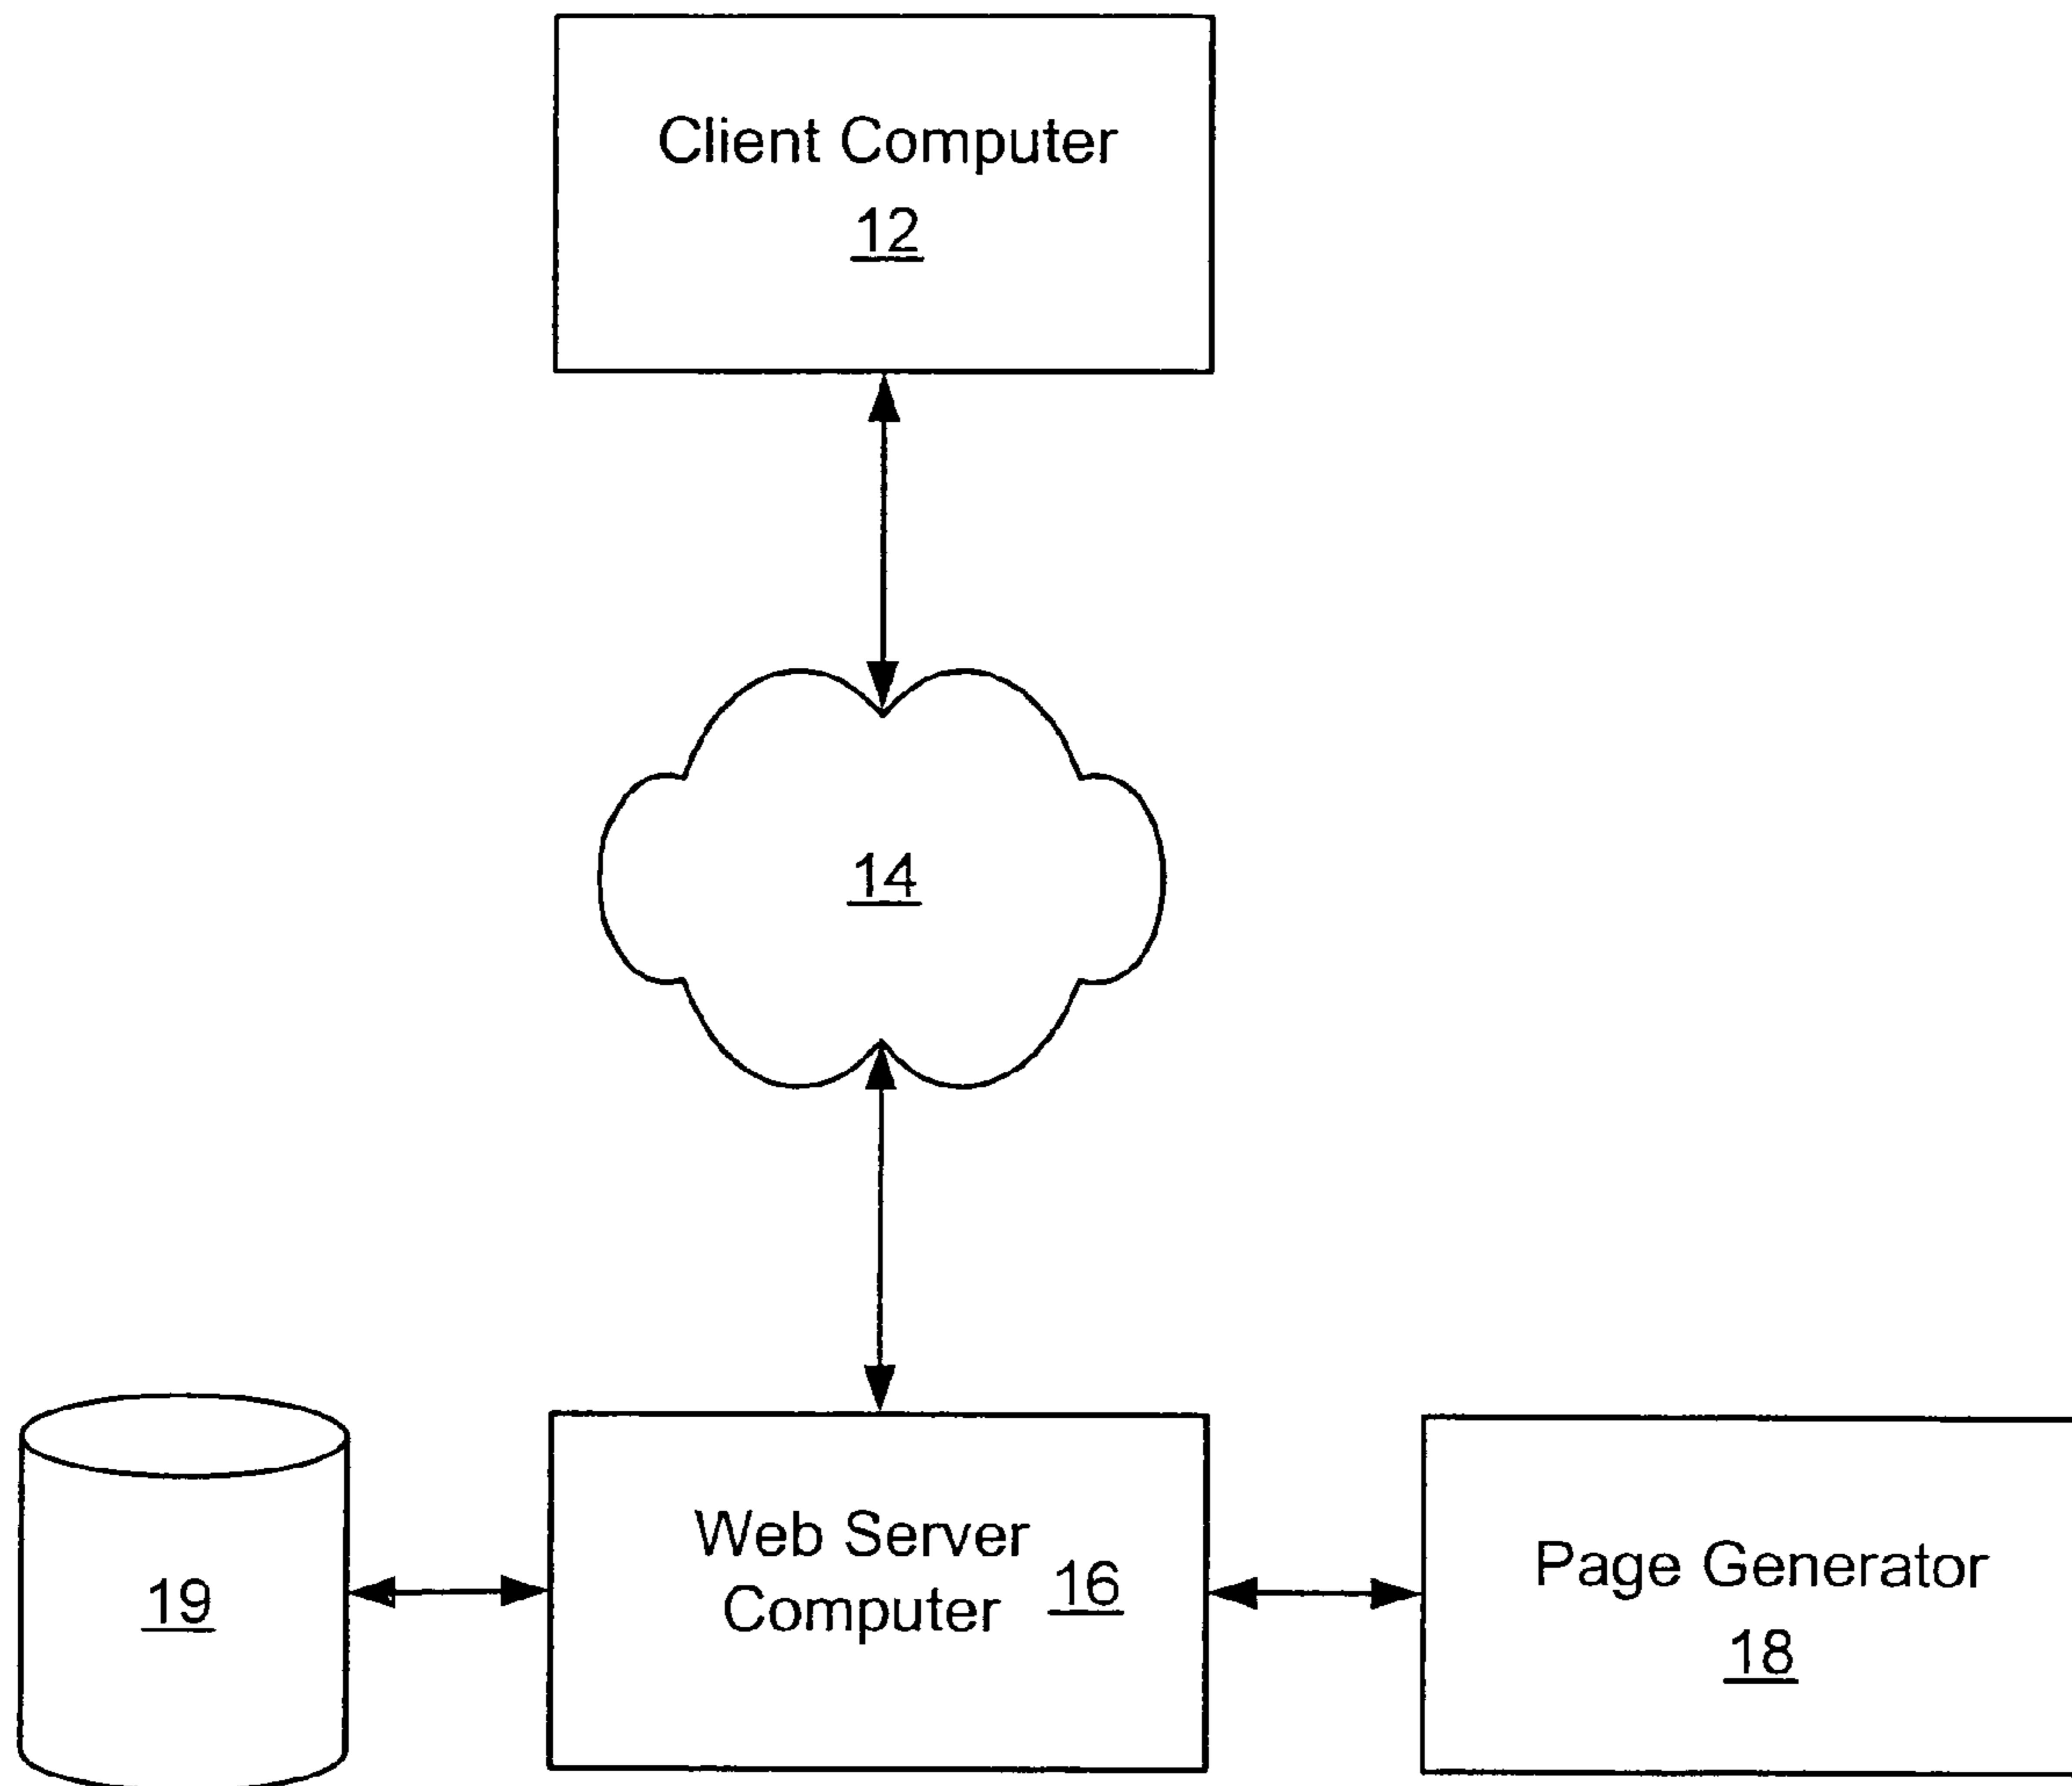 Client Computer
12
14
19
Web Server
Computer
16
Page Generator
18